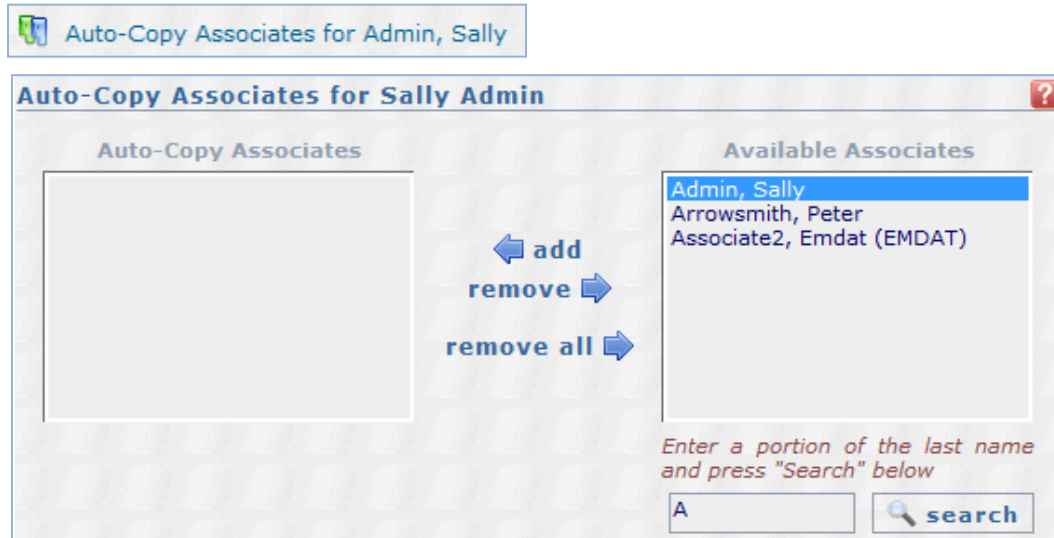 Auto-Copy Associates for Admin, Sally
Auto-Copy Associates for Sally Admin
?
Auto-Copy Associates
Available Associates
Admin, Sally
Arrowsmith, Peter
Associate2, Emdat (EMDAT)
add
remove
remove all
Enter a portion of the last name
and press "Search" below
A
search